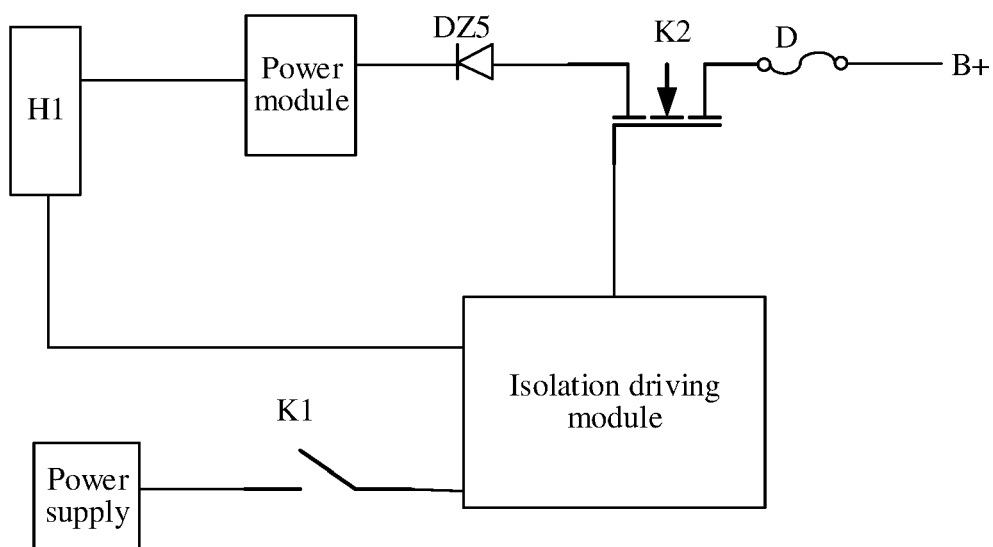 DZ5
K2
D
B+
Power
module
H1
Isolation driving
module
K1
Power
supply